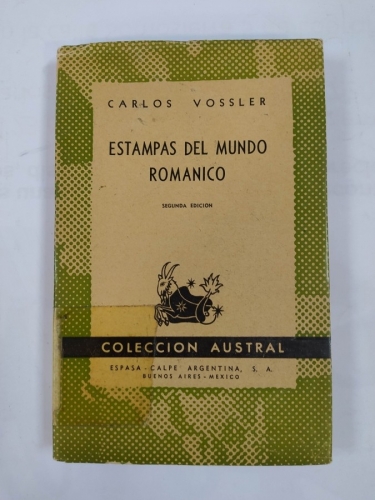 CARLOS VOSSLER
ESTAMPAS DEL MUNDO
ROMANICO
SEGUNDA EDICION
COLECCION AUSTRAL
ESPASA-CALPE ARGENTINA, S. A.
BUENOS AIRES-MEXICO